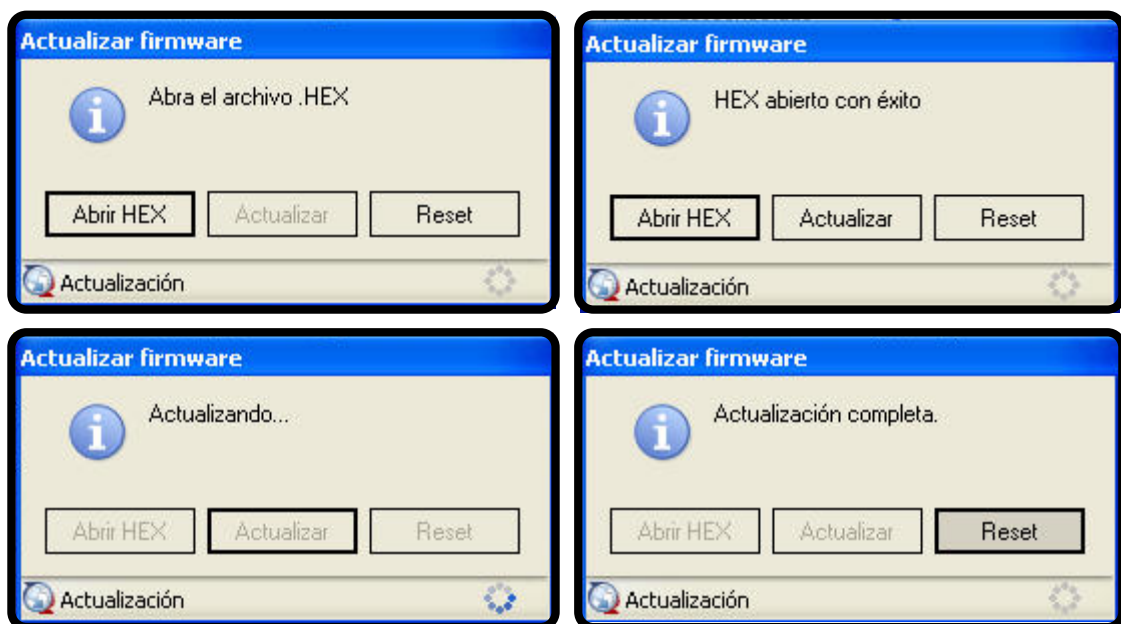 Actualizar firmware
Abra el archivo .HEX
Abrir HEX Actualizar Reset
Actualización
Actualizar firmware
HEX abierto con éxito
Abrir HEX Actualizar Reset
Actualización
Actualizar firmware
Actualizando...
Abrir HEX Actualizar Reset
Actualización
Actualizar firmware
Actualización completa.
Abrir HEX Actualizar Reset
Actualización